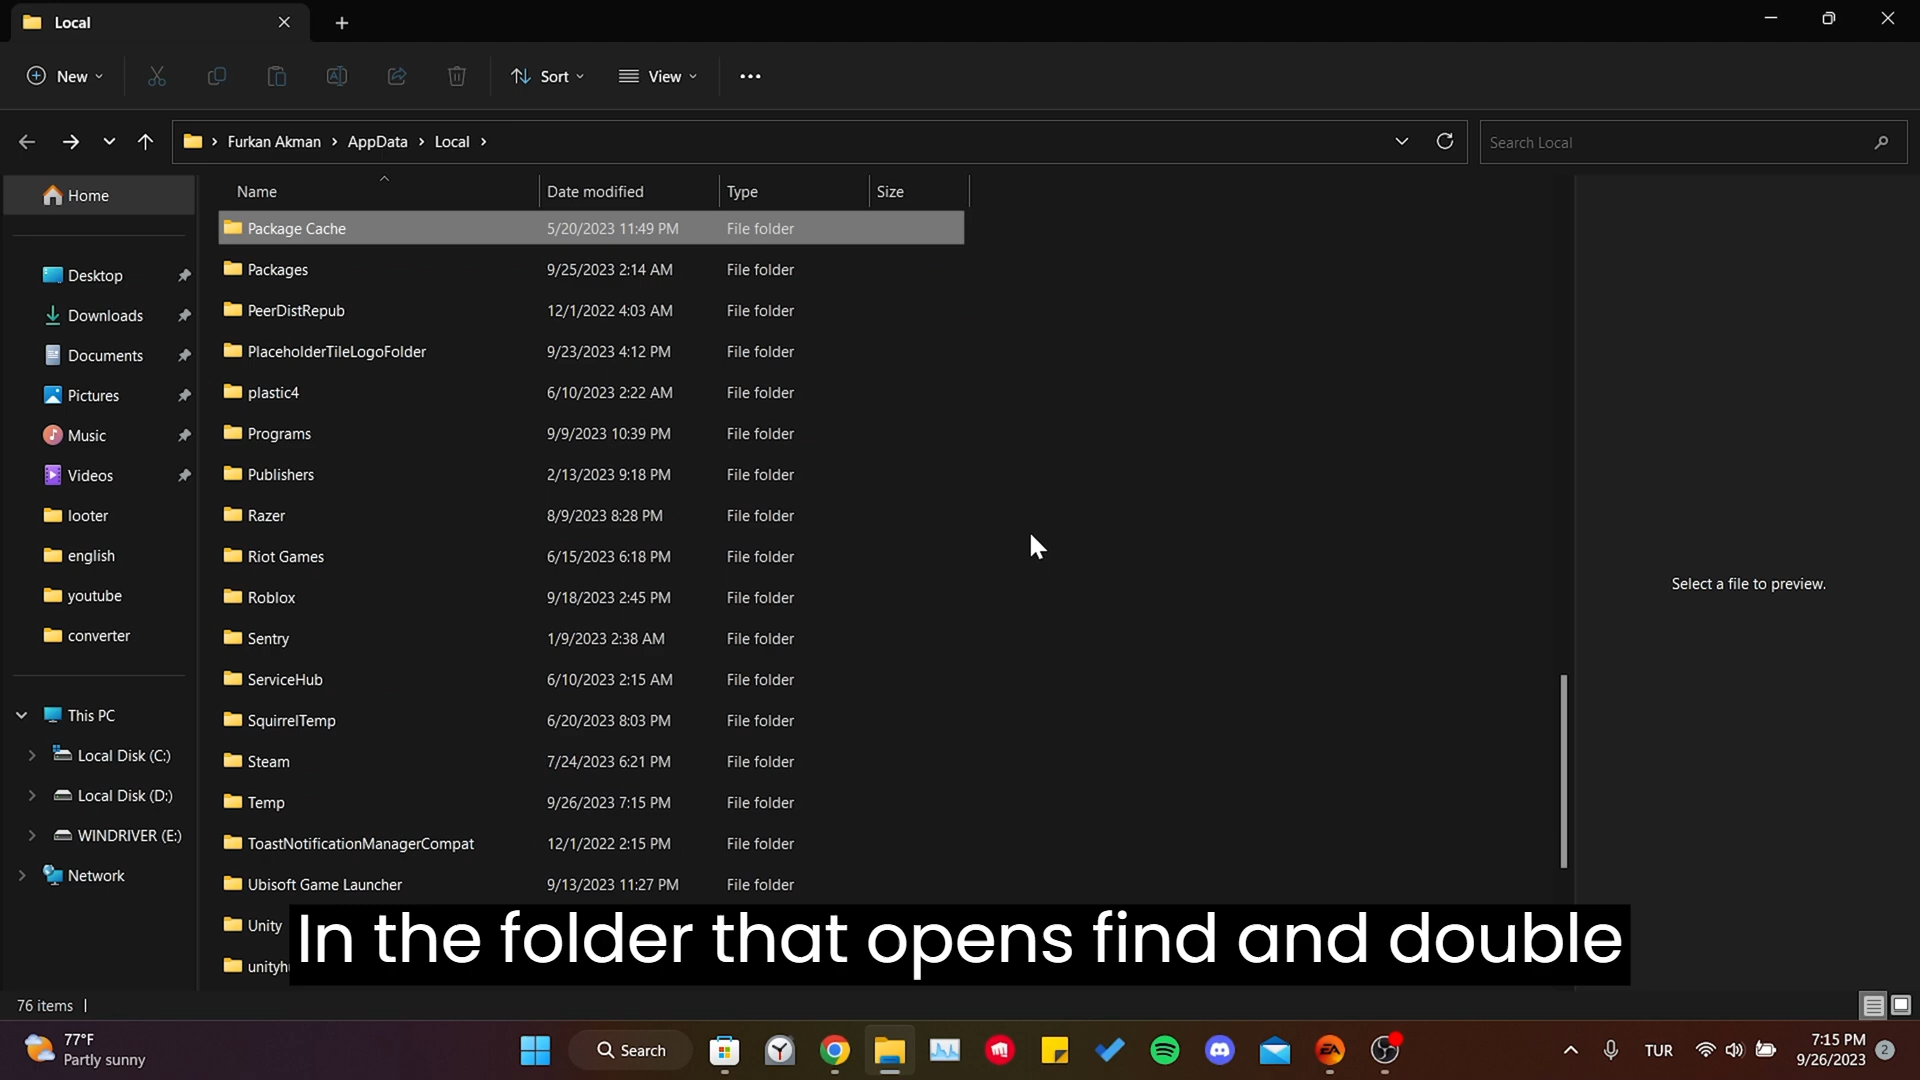 Local
New
Sort
View
Furkan Akman
AppData
Local
Search Local
Name
Date modified
Type
Size
Home
Desktop
Downloads
Documents
Pictures
Music
Videos
looter
english
youtube
converter
This PC
Local Disk (C:)
Local Disk (D:)
WINDRIVER (E:)
Network
Package Cache 5/20/2023 11:49 PM File folder
Packages 9/25/2023 2:14 AM File folder
PeerDistRepub 12/1/2022 4:03 AM File folder
PlaceholderTileLogoFolder 9/23/2023 4:12 PM File folder
plastic4 6/10/2023 2:22 AM File folder
Programs 9/9/2023 10:39 PM File folder
Publishers 2/13/2023 9:18 PM File folder
Razer 8/9/2023 8:28 PM File folder
Riot Games 6/15/2023 6:18 PM File folder
Roblox 9/18/2023 2:45 PM File folder
Sentry 1/9/2023 2:38 AM File folder
ServiceHub 6/10/2023 2:15 AM File folder
SquirrelTemp 6/20/2023 8:03 PM File folder
Steam 7/24/2023 6:21 PM File folder
Temp 9/26/2023 7:15 PM File folder
ToastNotificationManagerCompat 12/1/2022 2:15 PM File folder
Ubisoft Game Launcher 9/13/2023 11:27 PM File folder
Unity
unityh
Select a file to preview.
In the folder that opens find and double
76 items
77°F
Partly sunny
Search
EA
TUR
7:15 PM
9/26/2023
2